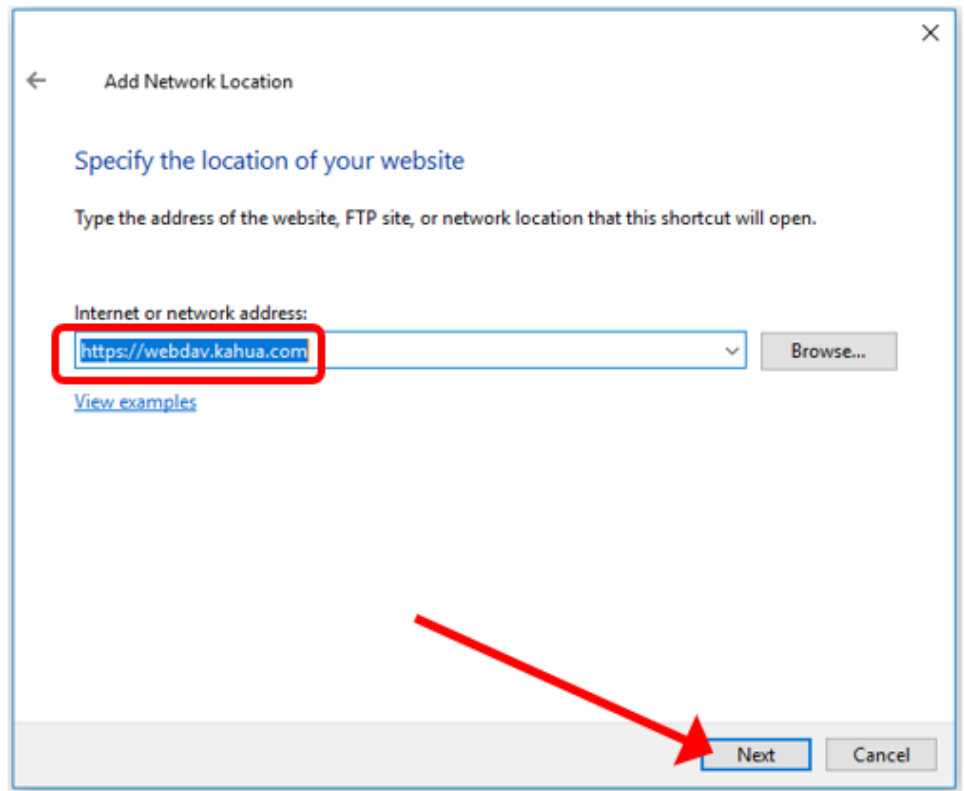 Add Network Location
Specify the location of your website
Type the address of the website, FTP site, or network location that this shortcut will open.
Internet or network address:
https://webdav.kahua.com
Browse...
View examples
Next
Cancel